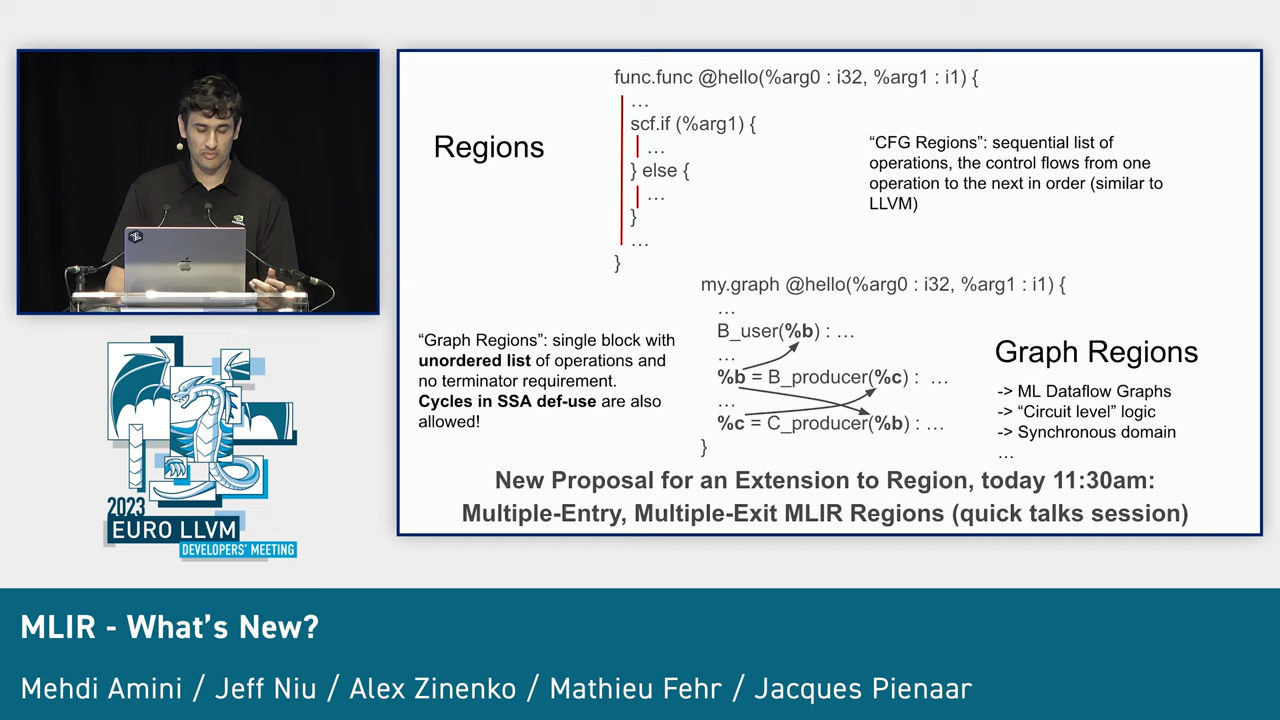 Regions
func.func @hello(%arg0 : i32, %arg1 : i1) {
…
scf.if (%arg1) {
…
} else {
…
}
…
}
“CFG Regions”: sequential list of
operations, the control flows from one
operation to the next in order (similar to
LLVM)
“Graph Regions”: single block with
unordered list of operations and
no terminator requirement.
Cycles in SSA def-use are also
allowed!
my.graph @hello(%arg0 : i32, %arg1 : i1) {
…
B_user(%b) : …
…
%b = B_producer(%c) : …
…
%c = C_producer(%b) : …
}
Graph Regions
-> ML Dataflow Graphs
-> “Circuit level” logic
-> Synchronous domain
…
New Proposal for an Extension to Region, today 11:30am:
Multiple-Entry, Multiple-Exit MLIR Regions (quick talks session)
2023
EURO LLVM
DEVELOPERS’ MEETING
MLIR - What’s New?
Mehdi Amini / Jeff Niu / Alex Zinenko / Mathieu Fehr / Jacques Pienaar